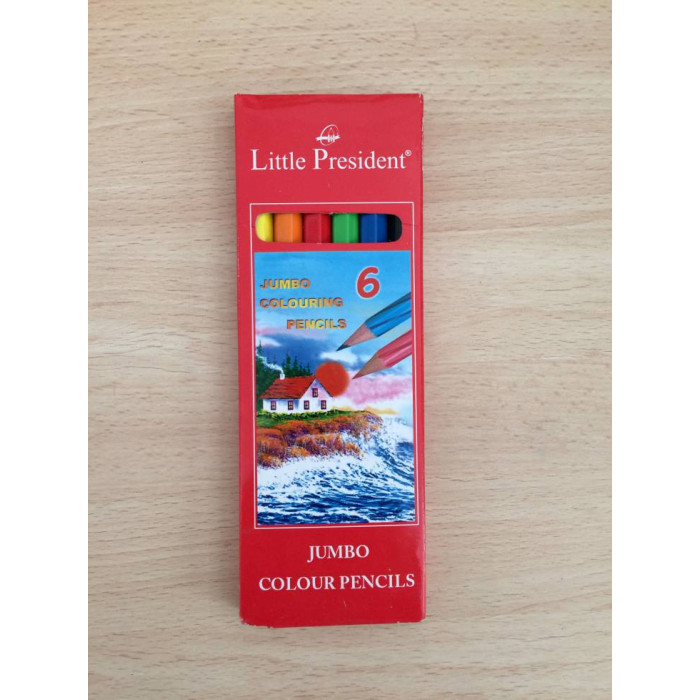 Little President®
JUMBO 6
COLOURING
PENCILS
JUMBO
COLOUR PENCILS